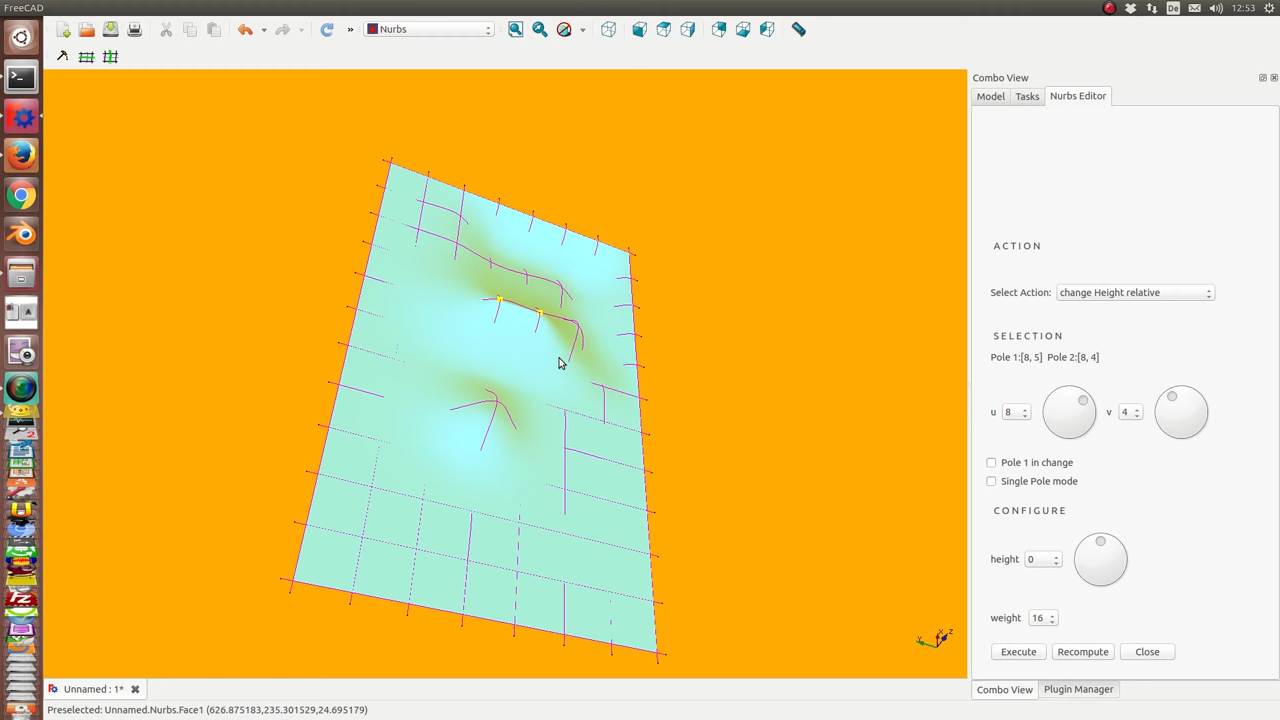 FreeCAD
De
12:53
»
Nurbs
Combo View
Model Tasks Nurbs Editor
ACTION
Select Action: change Height relative
SELECTION
Pole 1:[8, 5] Pole 2:[8, 4]
u 8 v 4
Pole 1 in change
Single Pole mode
CONFIGURE
height 0
weight 16
Execute Recompute Close
Unnamed : 1*
Combo View Plugin Manager
Preselected: Unnamed.Nurbs.Face1 (626.875183,235.301529,24.695179)